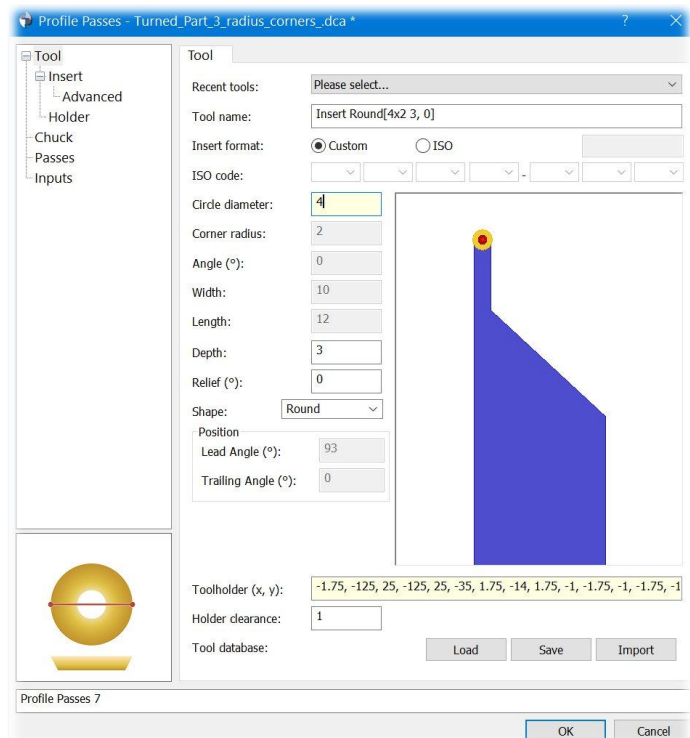 Profile Passes - Turned_Part_3_radius_corners_.dca * ? ×
Tool
Insert
Advanced
Holder
Chuck
Passes
Inputs
Tool
Recent tools: Please select...
Tool name: Insert Round[4x2 3, 0]
Insert format: Custom ISO
ISO code: -
Circle diameter: 4
Corner radius: 2
Angle (º): 0
Width: 10
Length: 12
Depth: 3
Relief (º): 0
Shape: Round
Position
Lead Angle (º): 93
Trailing Angle (º): 0
Toolholder (x, y): -1.75, -125, 25, -125, 25, -35, 1.75, -14, 1.75, -1, -1.75, -1, -1.75, -1
Holder clearance: 1
Tool database: Load Save Import
Profile Passes 7
OK Cancel